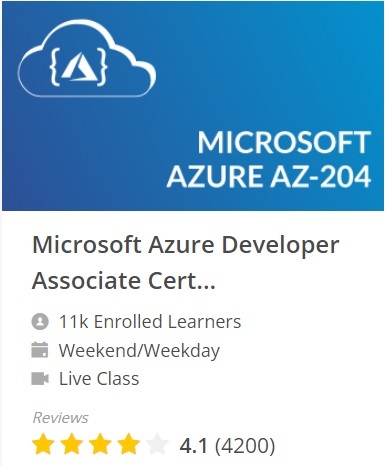 MICROSOFT
AZURE AZ-204
Microsoft Azure Developer
Associate Cert...
11k Enrolled Learners
Weekend/Weekday
Live Class
Reviews
4.1 (4200)